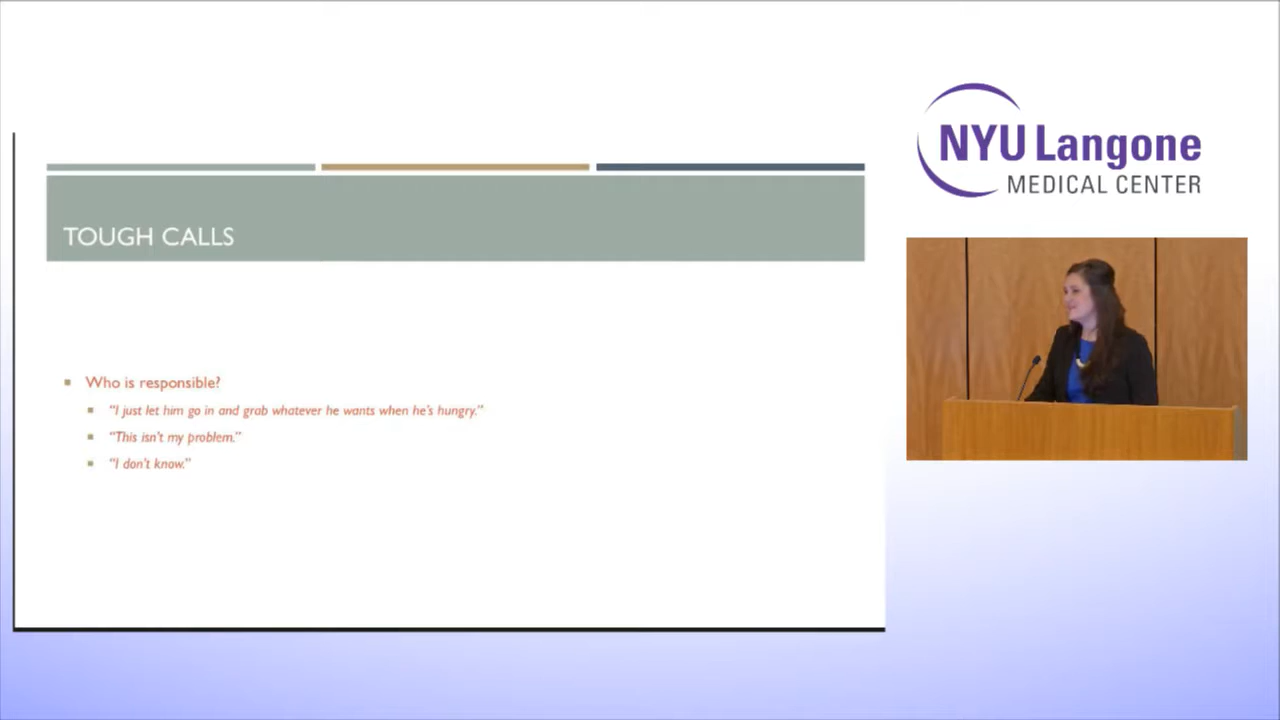 NYU Langone
MEDICAL CENTER
TOUGH CALLS
Who is responsible?
“I just let him go in and grab whatever he wants when he’s hungry.”
“This isn’t my problem.”
“I don’t know.”